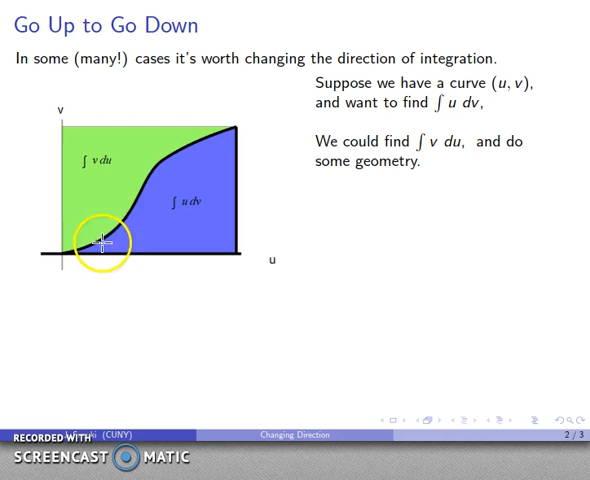 Go Up to Go Down
In some (many!) cases it's worth changing the direction of integration.
Suppose we have a curve (u, v),
and want to find ∫ u dv,
We could find ∫ v du, and do
some geometry.
v
∫ v du
∫ u dv
u
(CUNY)
Changing Direction
2 / 3
RECORDED WITH
SCREENCAST MATIC